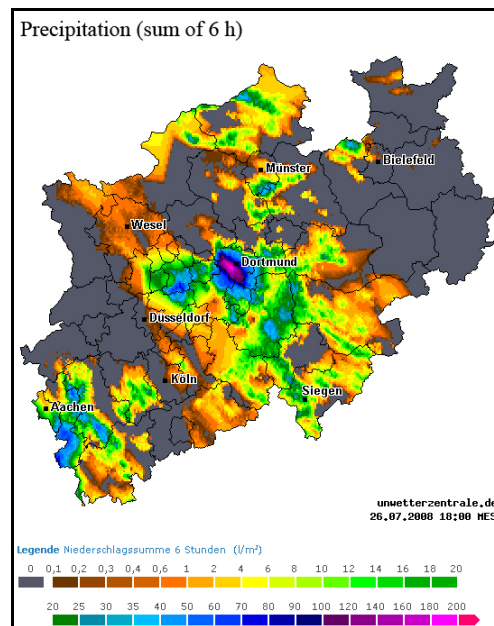 Precipitation (sum of 6 h)
Münster
Bielefeld
Wesel
Dortmund
Düsseldorf
Köln
Siegen
Aachen
unwetterzentrale.de
26.07.2008 18:00 MES
Legende Niederschlagssumme 6 Stunden (l/m²)
0 0,1 0,2 0,3 0,4 0,6 1 2 4 6 8 10 12 14 16 18 20
20 25 30 35 40 50 60 70 80 90 100 120 140 160 180 200